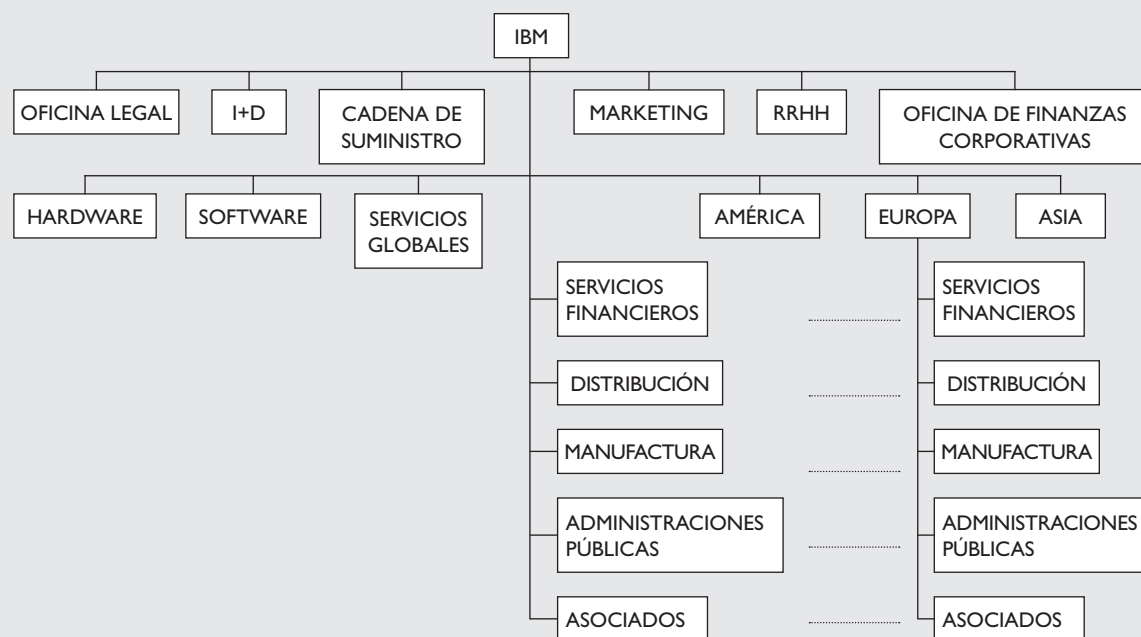 IBM
OFICINA LEGAL
I+D
CADENA DE
SUMINISTRO
MARKETING
RRHH
OFICINA DE FINANZAS
CORPORATIVAS
HARDWARE
SOFTWARE
SERVICIOS
GLOBALES
AMÉRICA
EUROPA
ASIA
SERVICIOS
FINANCIEROS
SERVICIOS
FINANCIEROS
DISTRIBUCIÓN
DISTRIBUCIÓN
MANUFACTURA
MANUFACTURA
ADMINISTRACIONES
PÚBLICAS
ADMINISTRACIONES
PÚBLICAS
ASOCIADOS
ASOCIADOS